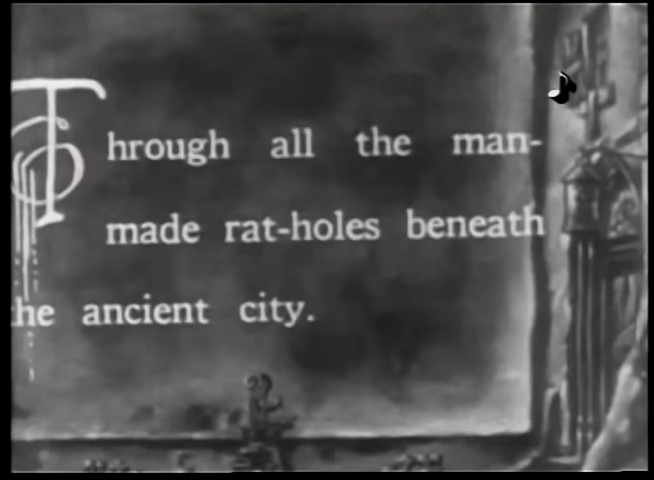 Through all the man-
made rat-holes beneath
the ancient city.